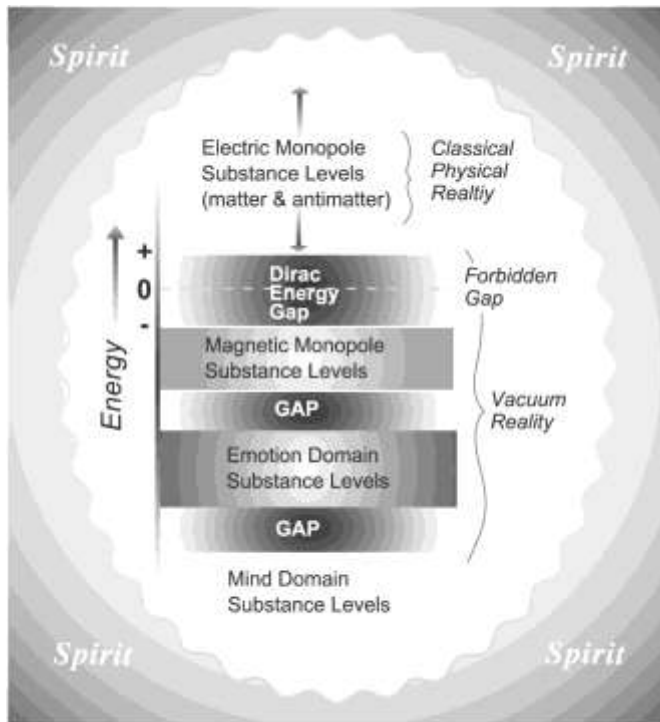 Spirit
Spirit
Electric Monopole
Substance Levels
(matter & antimatter)
Classical
Physical
Realtiy
+
0
-
Energy
Dirac
Energy
Gap
Forbidden
Gap
Magnetic Monopole
Substance Levels
GAP
Vacuum
Reality
Emotion Domain
Substance Levels
GAP
Mind Domain
Substance Levels
Spirit
Spirit